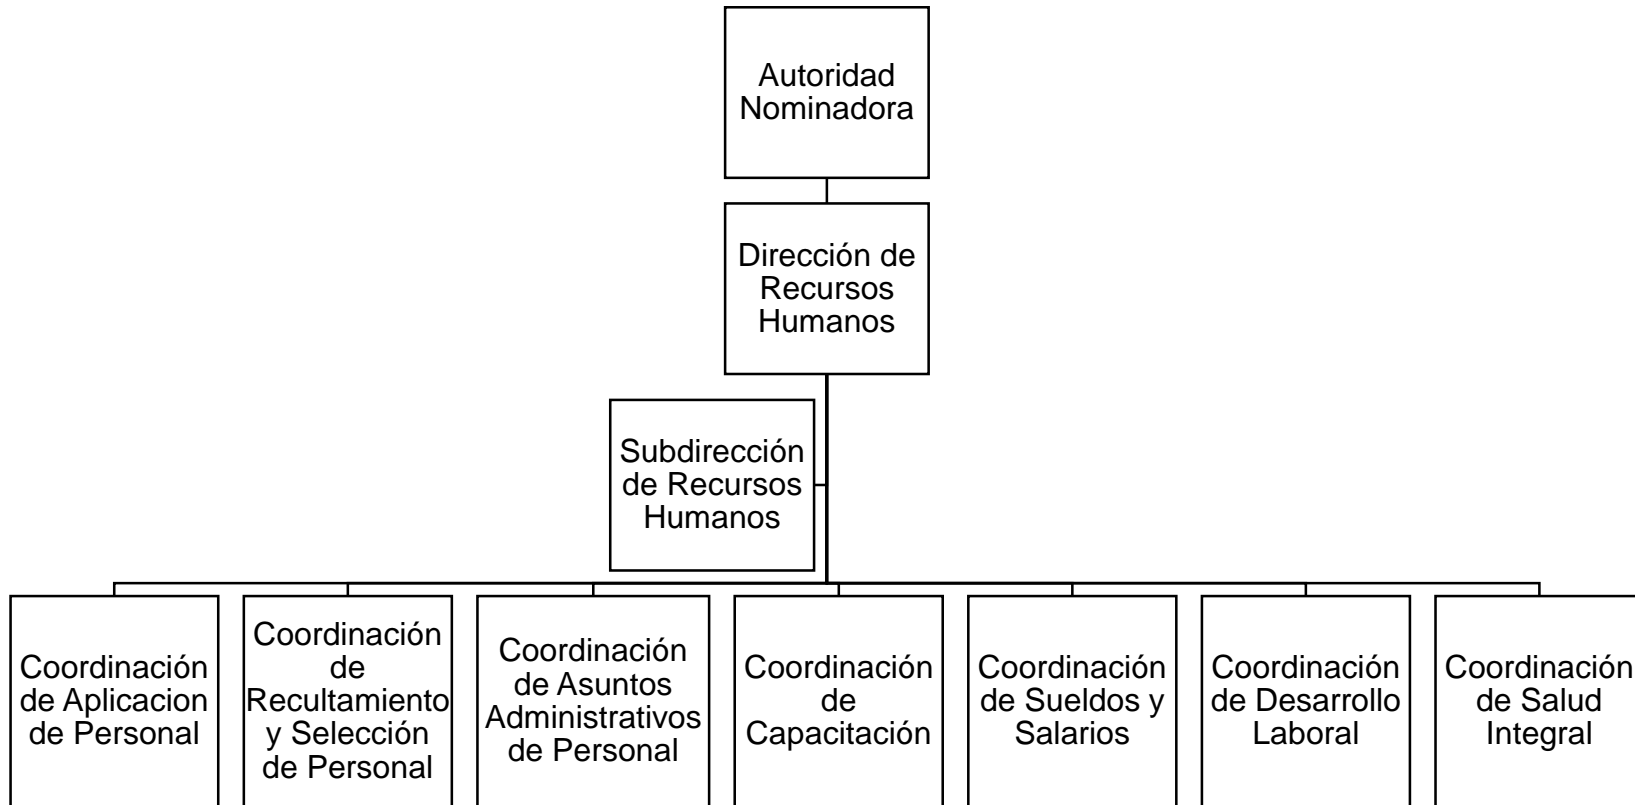 Autoridad
Nominadora
Dirección de
Recursos
Humanos
Subdirección
de Recursos
Humanos
Coordinación
de Aplicacion
de Personal
Coordinación
de
Recultamiento
y Selección
de Personal
Coordinación
de Asuntos
Administrativos
de Personal
Coordinación
de
Capacitación
Coordinación
de Sueldos y
Salarios
Coordinación
de Desarrollo
Laboral
Coordinación
de Salud
Integral